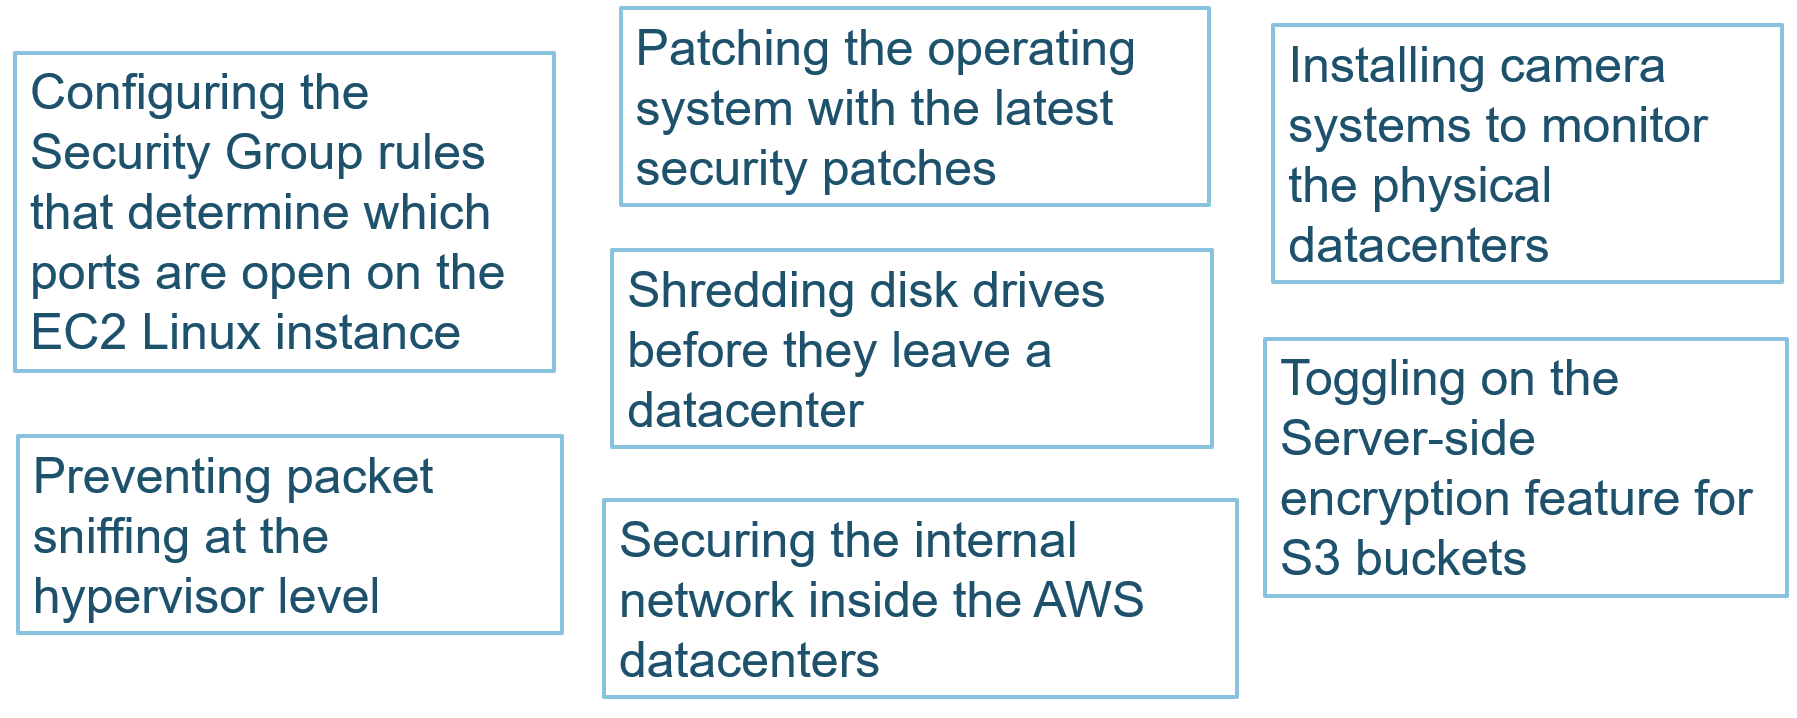 Configuring the
Security Group rules
that determine which
ports are open on the
EC2 Linux instance
Preventing packet
sniffing at the
hypervisor level
Patching the operating
system with the latest
security patches
Shredding disk drives
before they leave a
datacenter
Securing the internal
network inside the AWS
datacenters
Installing camera
systems to monitor
the physical
datacenters
Toggling on the
Server-side
encryption feature for
S3 buckets